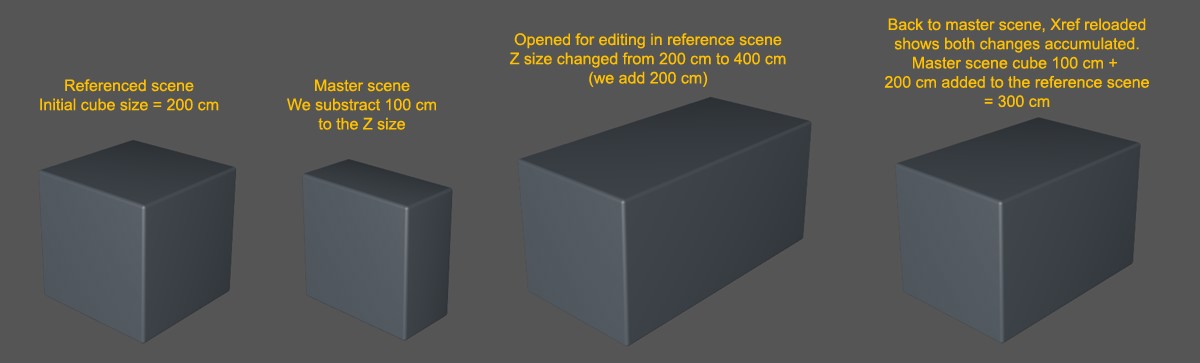 Referenced scene
Initial cube size = 200 cm
Master scene
We substract 100 cm
to the Z size
Opened for editing in reference scene
Z size changed from 200 cm to 400 cm
(we add 200 cm)
Back to master scene, Xref reloaded
shows both changes accumulated.
Master scene cube 100 cm +
200 cm added to the reference scene
= 300 cm